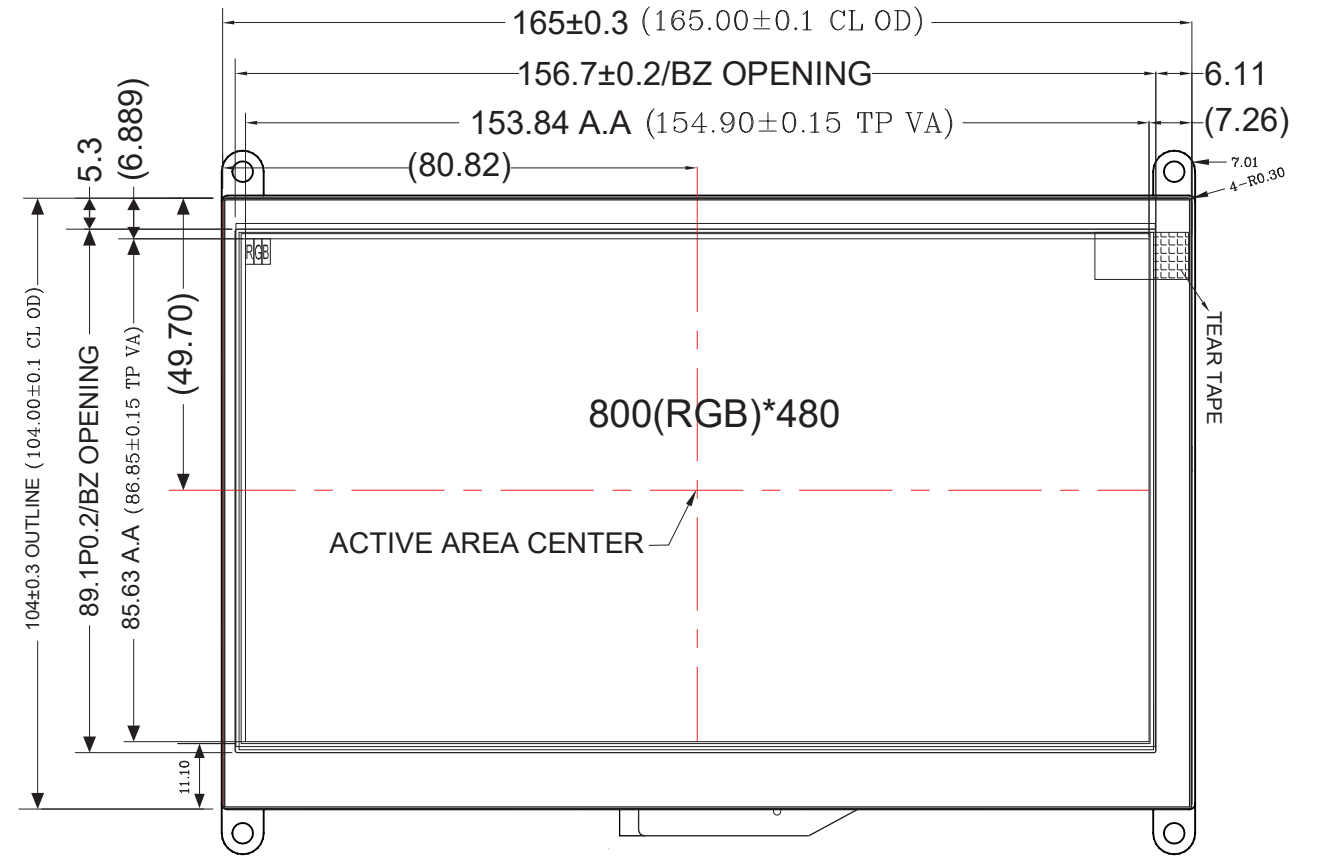 165±0.3 (165.00±0.1 CL OD)
156.7±0.2/BZ OPENING
6.11
153.84 A.A (154.90±0.15 TP VA)
(7.26)
(80.82)
7.01
4-R0.30
5.3
(6.889)
RGB
(49.70)
104±0.3 OUTLINE (104.00±0.1 CL OD)
89.1P0.2/BZ OPENING
85.63 A.A (86.85±0.15 TP VA)
TEAR TAPE
800(RGB)*480
ACTIVE AREA CENTER
11.10